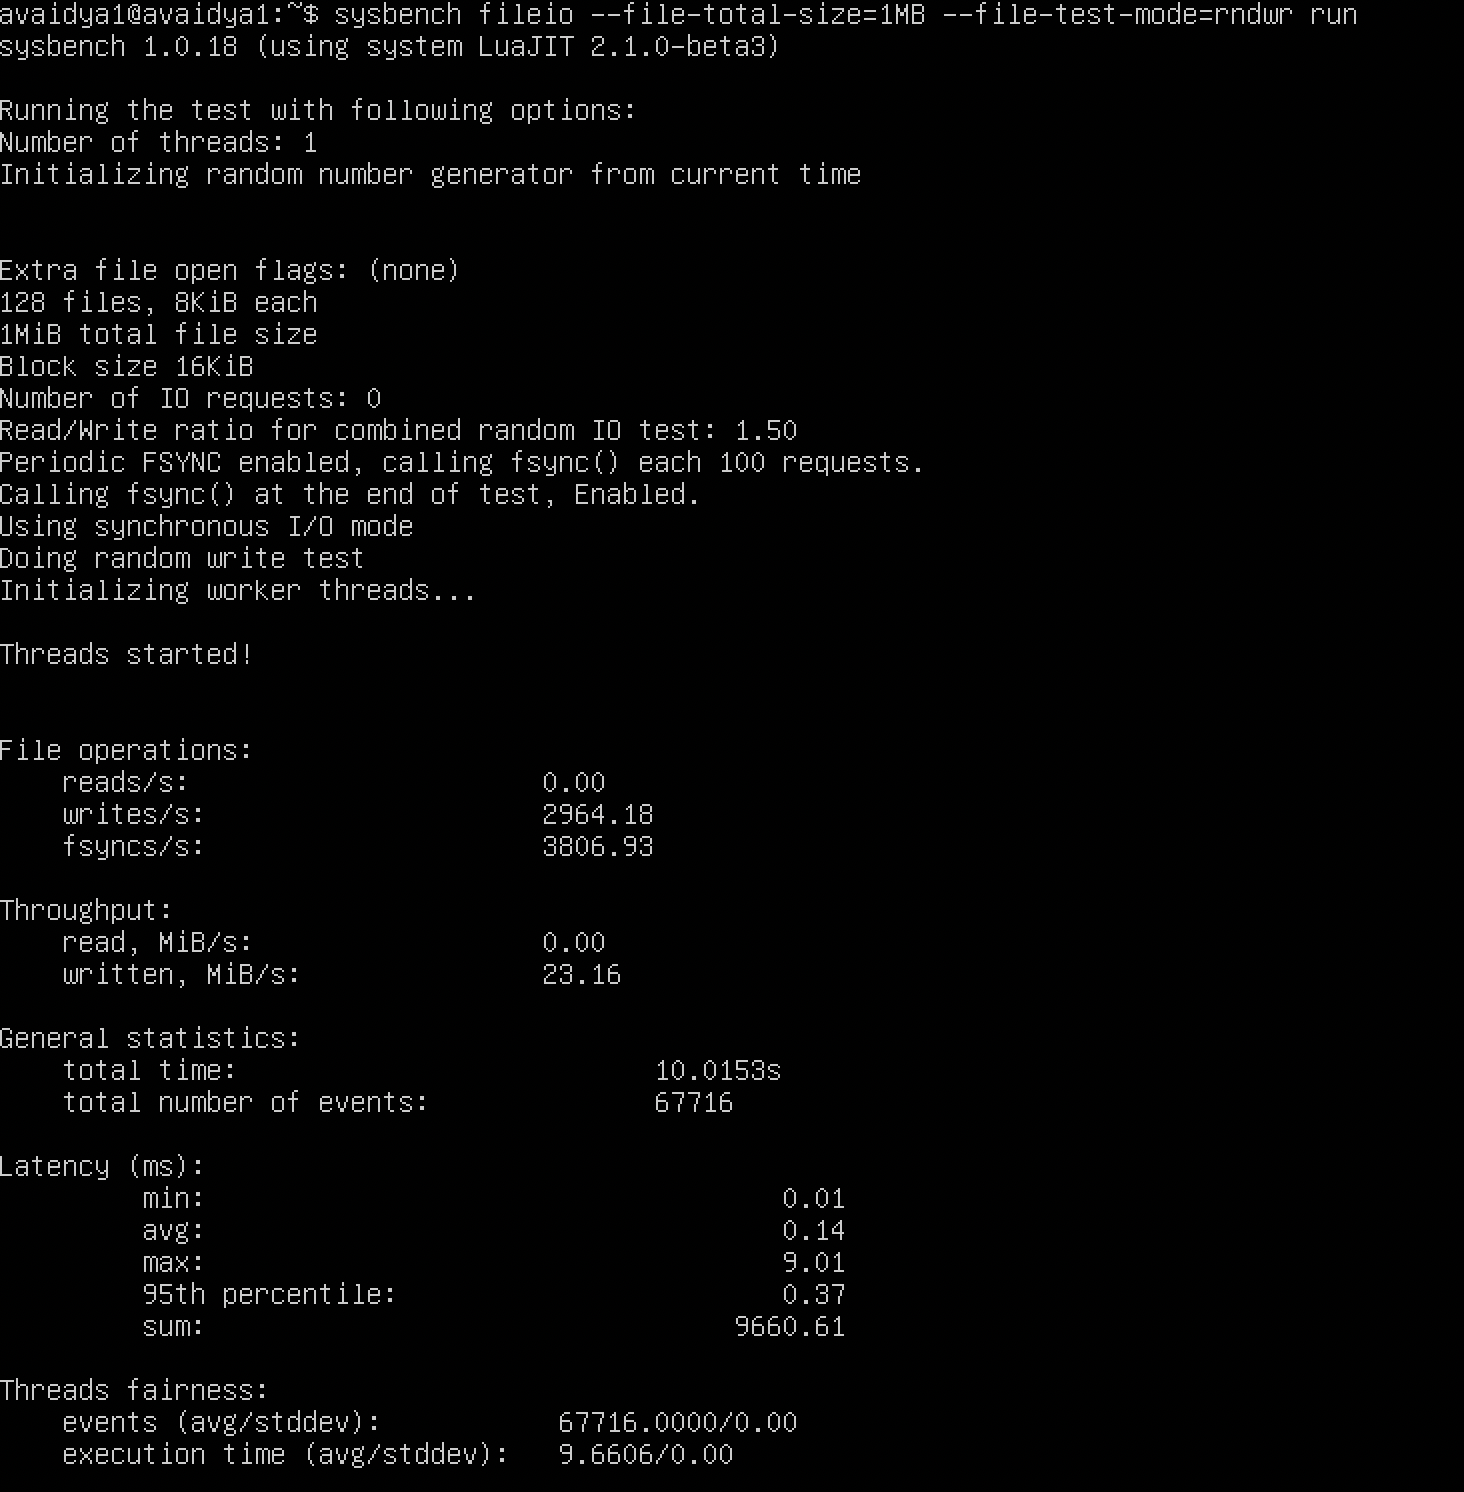 avaidya1@avaidya1:~$ sysbench fileio --file-total-size=1MB --file-test-mode=rndwr run
sysbench 1.0.18 (using system LuaJIT 2.1.0-beta3)
Running the test with following options:
Number of threads: 1
Initializing random number generator from current time
Extra file open flags: (none)
128 files, 8KiB each
1MiB total file size
Block size 16KiB
Number of IO requests: 0
Read/Write ratio for combined random IO test: 1.50
Periodic FSYNC enabled, calling fsync() each 100 requests.
Calling fsync() at the end of test, Enabled.
Using synchronous I/O mode
Doing random write test
Initializing worker threads...
Threads started!
File operations:
reads/s: 0.00
writes/s: 2964.18
fsyncs/s: 3806.93
Throughput:
read, MiB/s: 0.00
written, MiB/s: 23.16
General statistics:
total time: 10.0153s
total number of events: 67716
Latency (ms):
min: 0.01
avg: 0.14
max: 9.01
95th percentile: 0.37
sum: 9660.61
Threads fairness:
events (avg/stddev): 67716.0000/0.00
execution time (avg/stddev): 9.6606/0.00